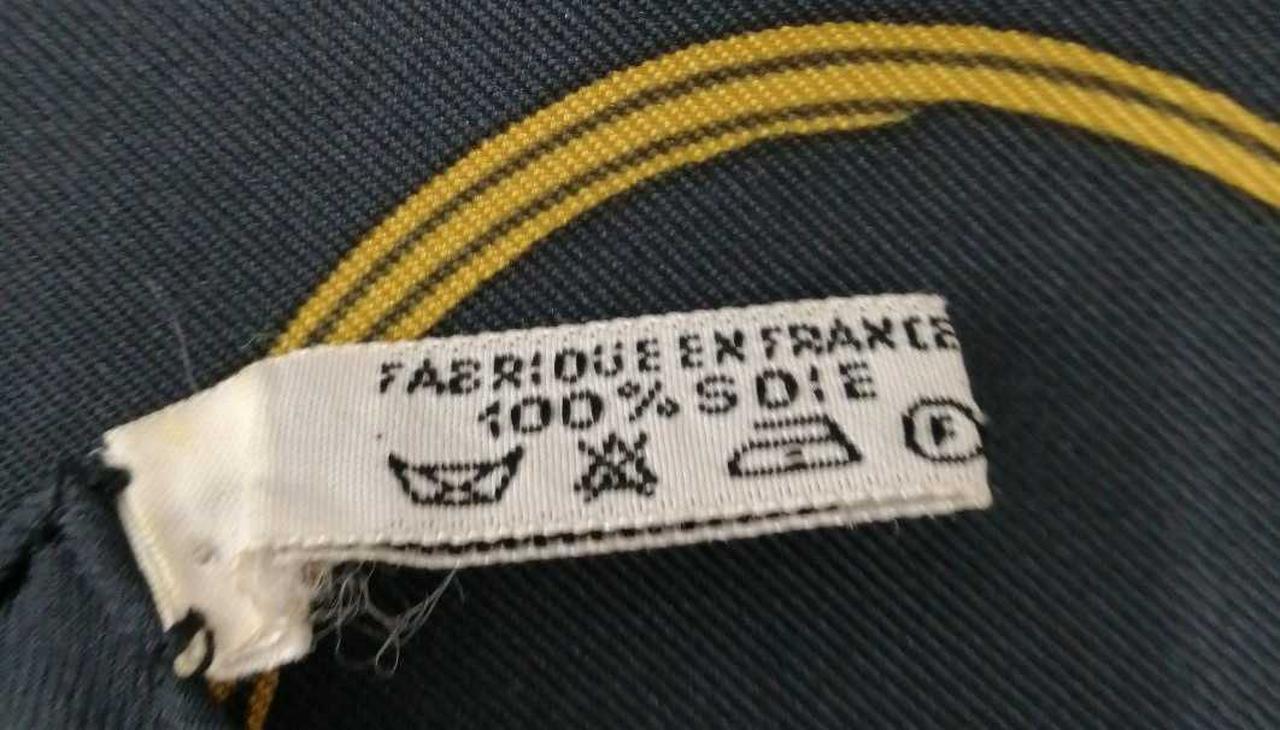 FABRIQUE EN FRANCE
100% SOIE
F